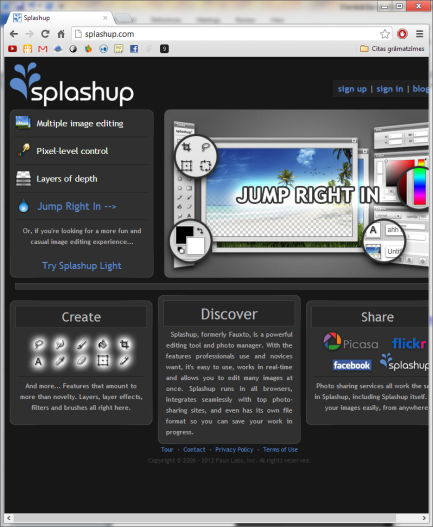 Splashup
splashup.com
9
Citas grāmatzīmes
splashup
sign up | sign in | blog
Multiple image editing
Pixel-level control
Layers of depth
Jump Right In -->
Or, if you're looking for a more fun and
casual image editing experience...
Try Splashup Light
JUMP RIGHT IN
A
ahh
Create
And more... Features that amount to
more than novelty. Layers, layer effects,
filters and brushes all right here.
Discover
Splashup, formerly Fauxto, is a powerful
editing tool and photo manager. With the
features professionals use and novices
want, it's easy to use, works in real-time
and allows you to edit many images at
once. Splashup runs in all browsers,
integrates seamlessly with top photo-
sharing sites, and even has its own file
format so you can save your work in
progress.
Share
Picasa
flickr
facebook
splashup
Photo sharing services all work the sa
in Splashup, including Splashup itself.
your images easily, from anywhere
Tour - Contact - Privacy Policy - Terms of Use
Copyright © 2006 - 2012 Faux Labs, Inc. All rights reserved.